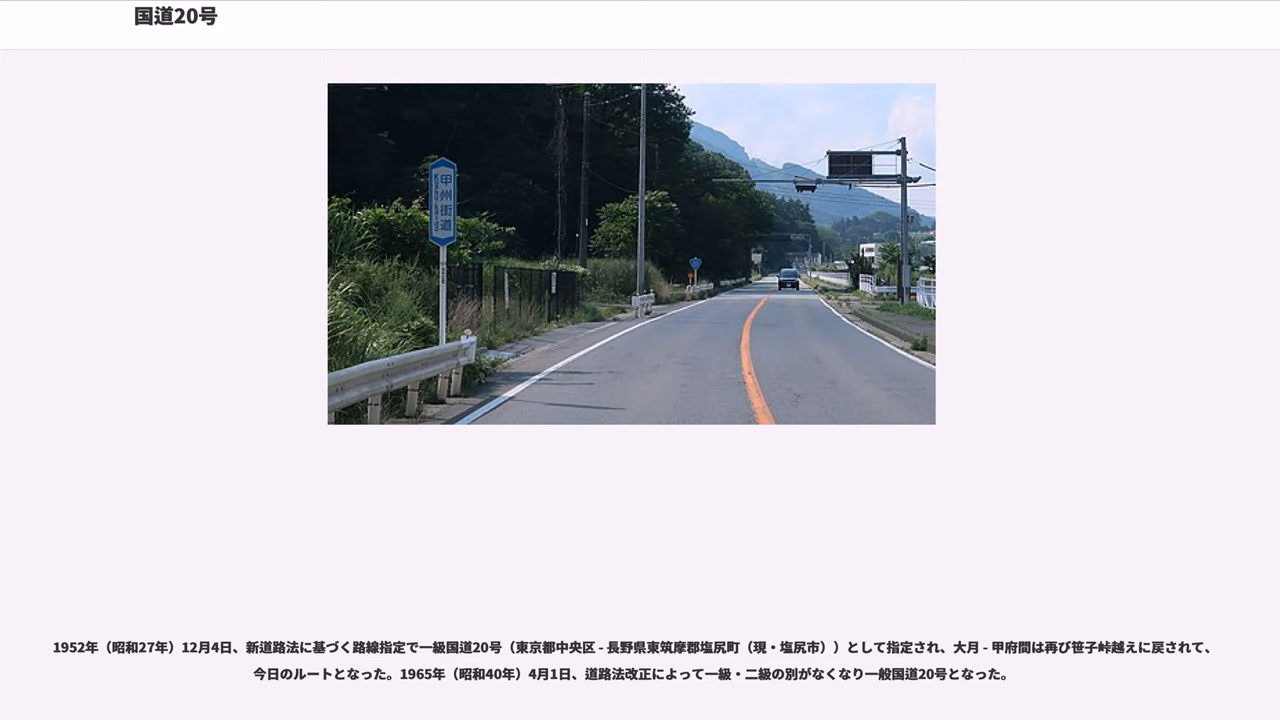 国道20号
甲州街道
1952年（昭和27年）12月4日、新道路法に基づく路線指定で一級国道20号（東京都中央区 - 長野県東筑摩郡塩尻町（現・塩尻市））として指定され、大月 - 甲府間は再び笹子峠越えに戻されて、
今日のルートとなった。1965年（昭和40年）4月1日、道路法改正によって一級・二級の別がなくなり一般国道20号となった。